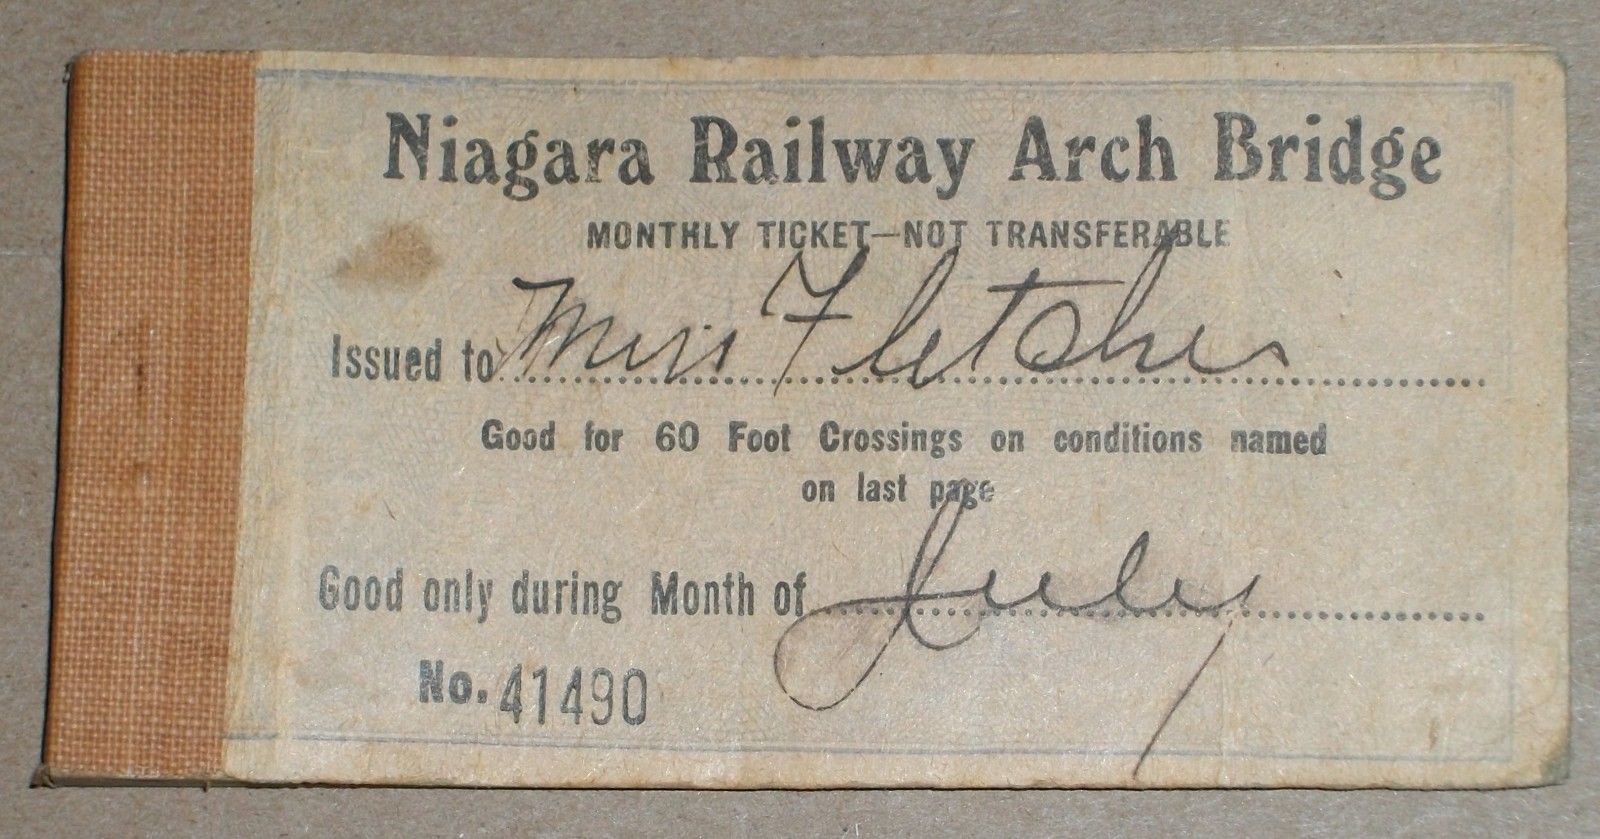 Niagara Railway Arch Bridge
MONTHLY TICKET—NOT TRANSFERABLE
Issued to Miss Fletcher
Good for 60 Foot Crossings on conditions named
on last page
Good only during Month of July
No. 41490